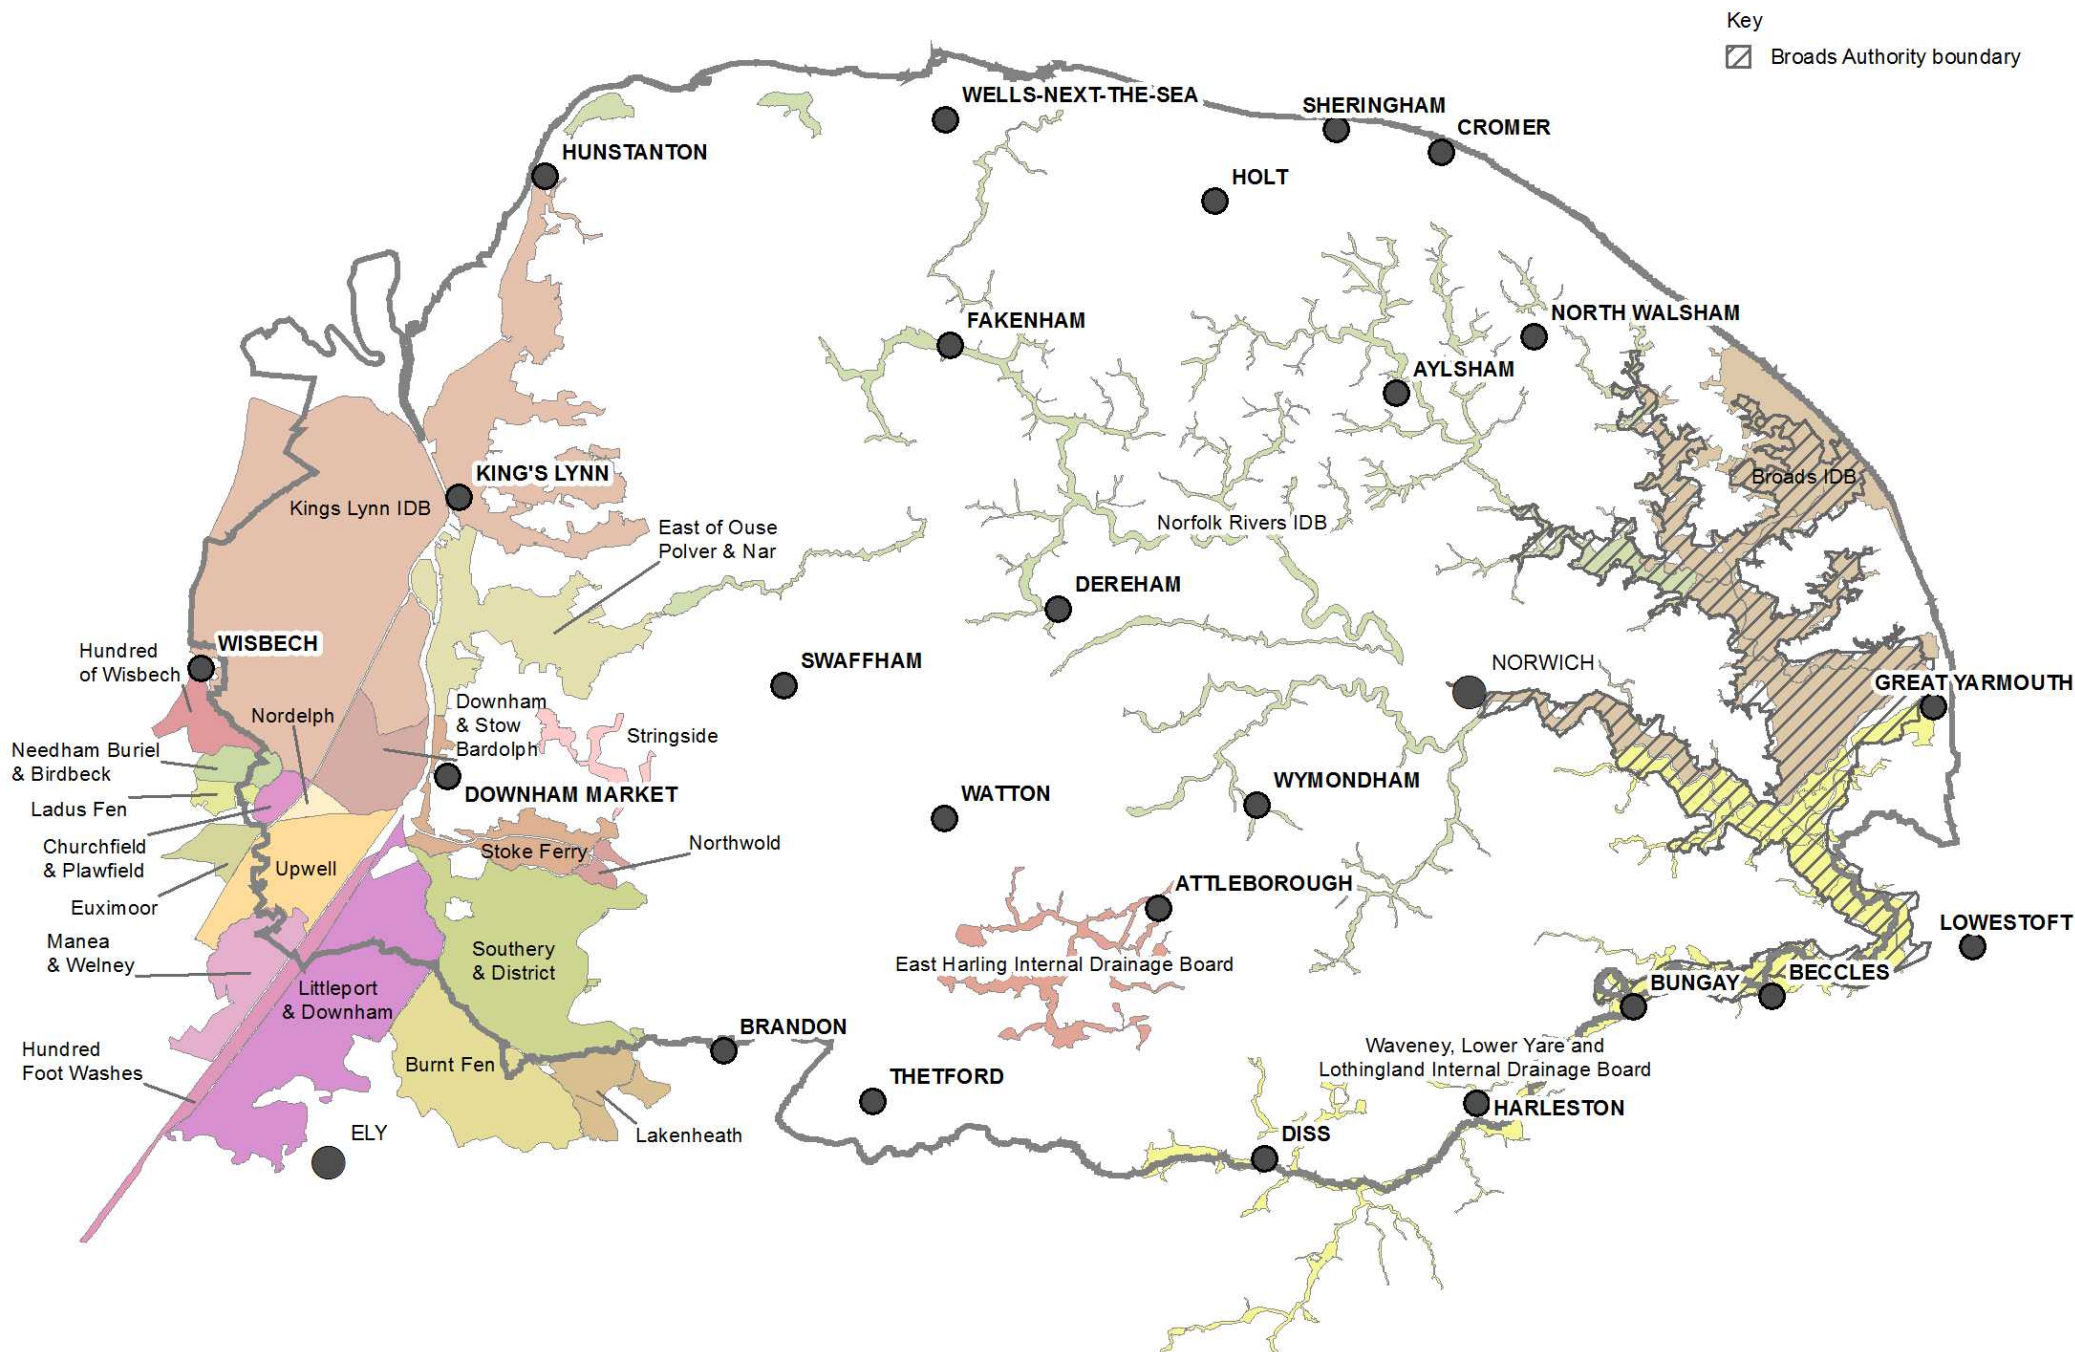 Key
Broads Authority boundary
WELLS-NEXT-THE-SEA
SHERINGHAM
CROMER
HUNSTANTON
HOLT
FAKENHAM
NORTH WALSHAM
AYLSHAM
KING'S LYNN
Kings Lynn IDB
Broads IDB
East of Ouse
Polver & Nar
Norfolk Rivers IDB
DEREHAM
Hundred
of Wisbech
WISBECH
SWAFFHAM
NORWICH
GREAT YARMOUTH
Downham
& Stow
Bardolph
Nordelph
Stringside
Needham Buriel
& Birdbeck
Ladus Fen
DOWNHAM MARKET
WATTON
WYMONDHAM
Churchfield
& Plawfield
Stoke Ferry
Northwold
Upwell
Euximoor
ATTLEBOROUGH
LOWESTOFT
Manea
& Welney
Southery
& District
East Harling Internal Drainage Board
BUNGAY
BECCLES
Littleport
& Downham
BRANDON
Hundred
Foot Washes
Burnt Fen
Waveney, Lower Yare and
Lothingland Internal Drainage Board
THETFORD
HARLESTON
ELY
Lakenheath
DISS